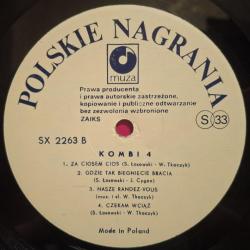 POLSKIE NAGRANIA
muza
Prawa producenta
i prawa autorskie zastrzeżone,
kopiowanie i publiczne odtwarzanie
bez zezwolenia wzbronione
ZAIKS
S 33
SX 2263 B
KOMBI 4
1. ZA CIOSEM CIOS (S. Łosowski - W. Tkaczyk)
2. GDZIE TAK BIEGNIECIE BRACIA
(S. Łosowski - J. Cygan)
3. NASZE RANDEZ-VOUS
(muz. i sł. W. Tkaczyk)
4. CZEKAM WCIĄŻ
(S. Łosowski - W. Tkaczyk)
Made in Poland